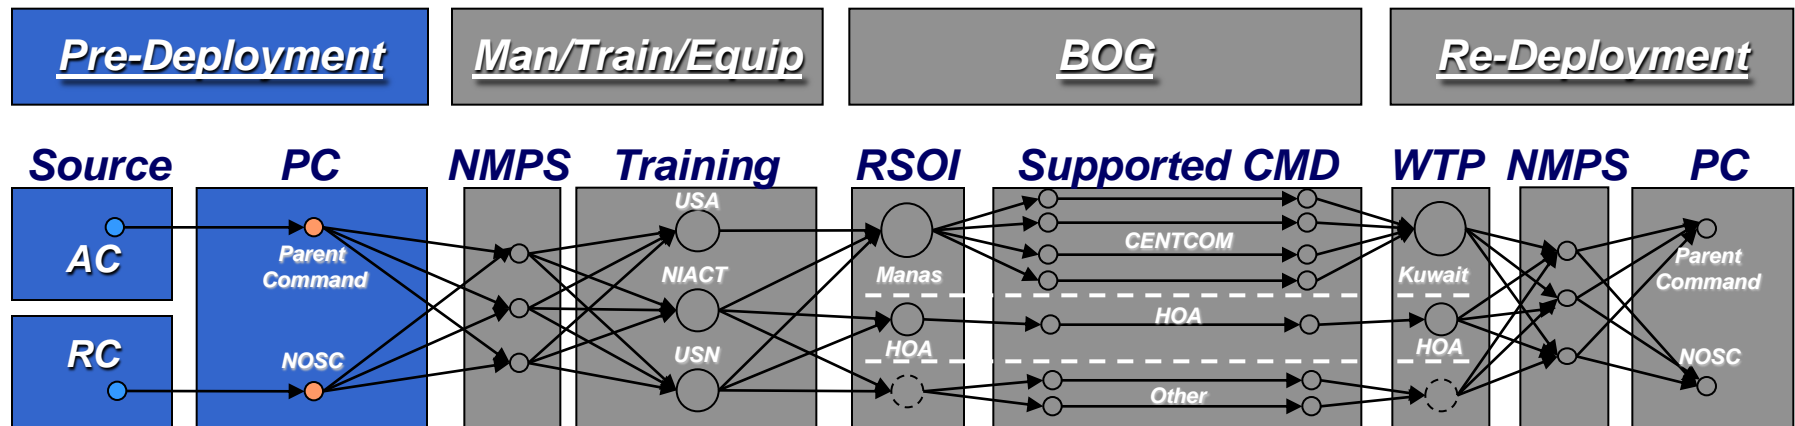 Pre-Deployment
Man/Train/Equip
BOG
Re-Deployment
Source
PC
NMPS
Training
RSOI
Supported CMD
WTP
NMPS
PC
AC
RC
Parent
Command
NOSC
USA
NIACT
USN
Manas
HOA
CENTCOM
HOA
Other
Kuwait
HOA
Parent
Command
NOSC